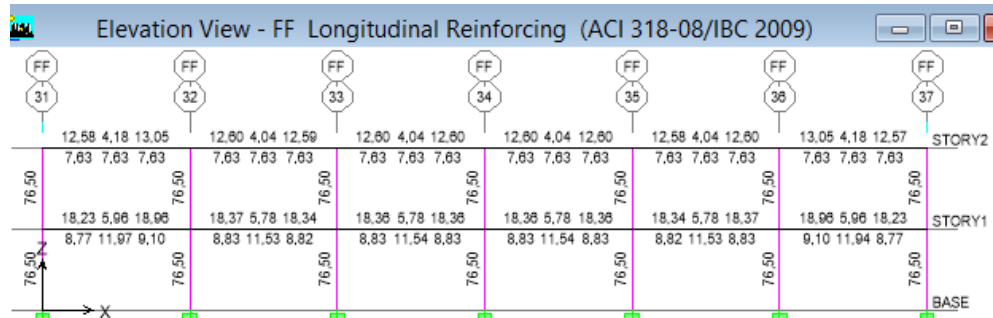 Elevation View - FF Longitudinal Reinforcing (ACI 318-08/IBC 2009)
FF FF FF FF FF FF FF
31 32 33 34 35 36 37
12,58 4,18 13,05 12,60 4,04 12,59 12,60 4,04 12,60 12,60 4,04 12,60 12,58 4,04 12,60 13,05 4,18 12,57 STORY2
7,63 7,63 7,63 7,63 7,63 7,63 7,63 7,63 7,63 7,63 7,63 7,63 7,63 7,63 7,63 7,63 7,63 7,63
76,50 76,50 76,50 76,50 76,50 76,50 76,50
18,23 5,96 18,96 18,37 5,78 18,34 18,36 5,78 18,36 18,36 5,78 18,36 18,34 5,78 18,37 18,96 5,96 18,23 STORY1
8,77 11,97 9,10 8,83 11,53 8,82 8,83 11,54 8,83 8,83 11,54 8,83 8,82 11,53 8,83 9,10 11,94 8,77
Z
76,50 76,50 76,50 76,50 76,50 76,50 76,50
X BASE